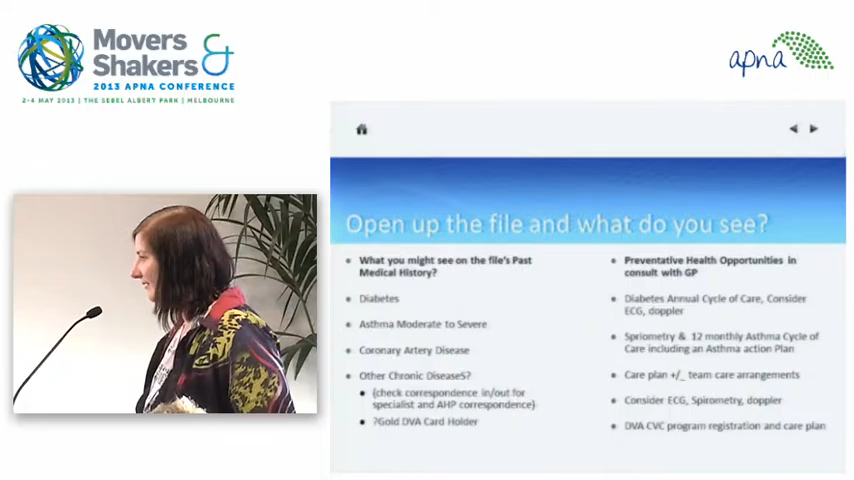 Movers &
Shakers
2013 APNA CONFERENCE
2-4 MAY 2013 | THE SEBEL ALBERT PARK | MELBOURNE
apna
Open up the file and what do you see?
What you might see on the file's Past
Medical History?
Diabetes
Asthma Moderate to Severe
Coronary Artery Disease
Other Chronic DiseaseS?
(check correspondence in/out for
specialist and AHP correspondence)
?Gold DVA Card Holder
Preventative Health Opportunities in
consult with GP
Diabetes Annual Cycle of Care, Consider
ECG, doppler
Spriometry & 12 monthly Asthma Cycle of
Care including an Asthma action Plan
Care plan +/_ team care arrangements
Consider ECG, Spirometry, doppler
DVA CVC program registration and care plan